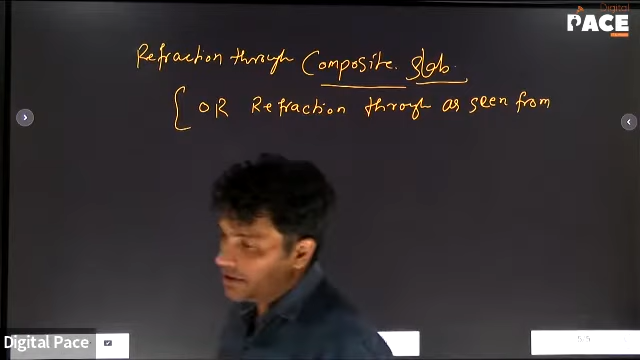 Digital
PACE
Refraction through Composite Slab.
{ OR Refraction through as seen from
Digital Pace